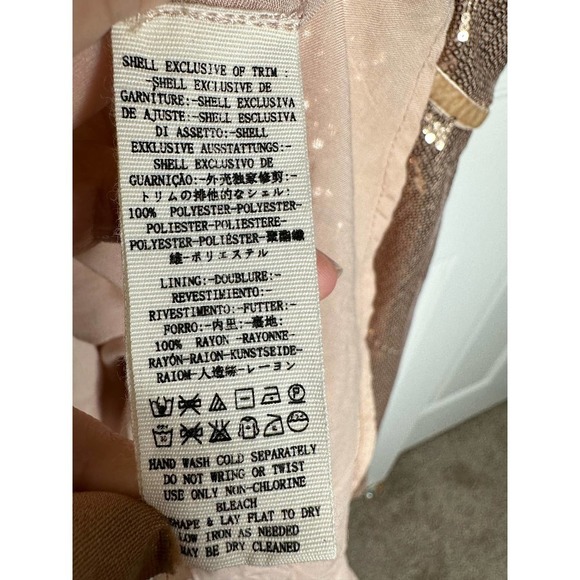 SHELL EXCLUSIVE OF TRIM :
-SHELL EXCLUSIVE DE
GARNITURE:-SHELL EXCLUSIVA
DE AJUSTE:-SHELL ESCLUSIVA
DI ASSETTO:-SHELL
EXKLUSIVE AUSSTATTUNGS:-
SHELL EXCLUSIVO DE
GUARNIÇÃO:-外壳独家修剪:-
トリムの排他的なシェル:
100% POLYESTER-POLYESTER-
POLIESTER-POLIESTERE-
POLYESTER-POLIÉSTER-聚酯纖
維-ポリエステル
LINING:-DOUBLURE:-
REVESTIMIENTO:-
RIVESTIMENTO:-FUTTER:-
FORRO:-内里:-裏地:
100% RAYON -RAYONNE-
RAYÓN-RAION-KUNSTSEIDE-
RAIOM-人造絲-レーヨン
HAND WASH COLD SEPARATELY
DO NOT WRING OR TWIST
USE ONLY NON-CHLORINE
BLEACH
SHAPE & LAY FLAT TO DRY
LOW IRON AS NEEDED
MAY BE DRY CLEANED